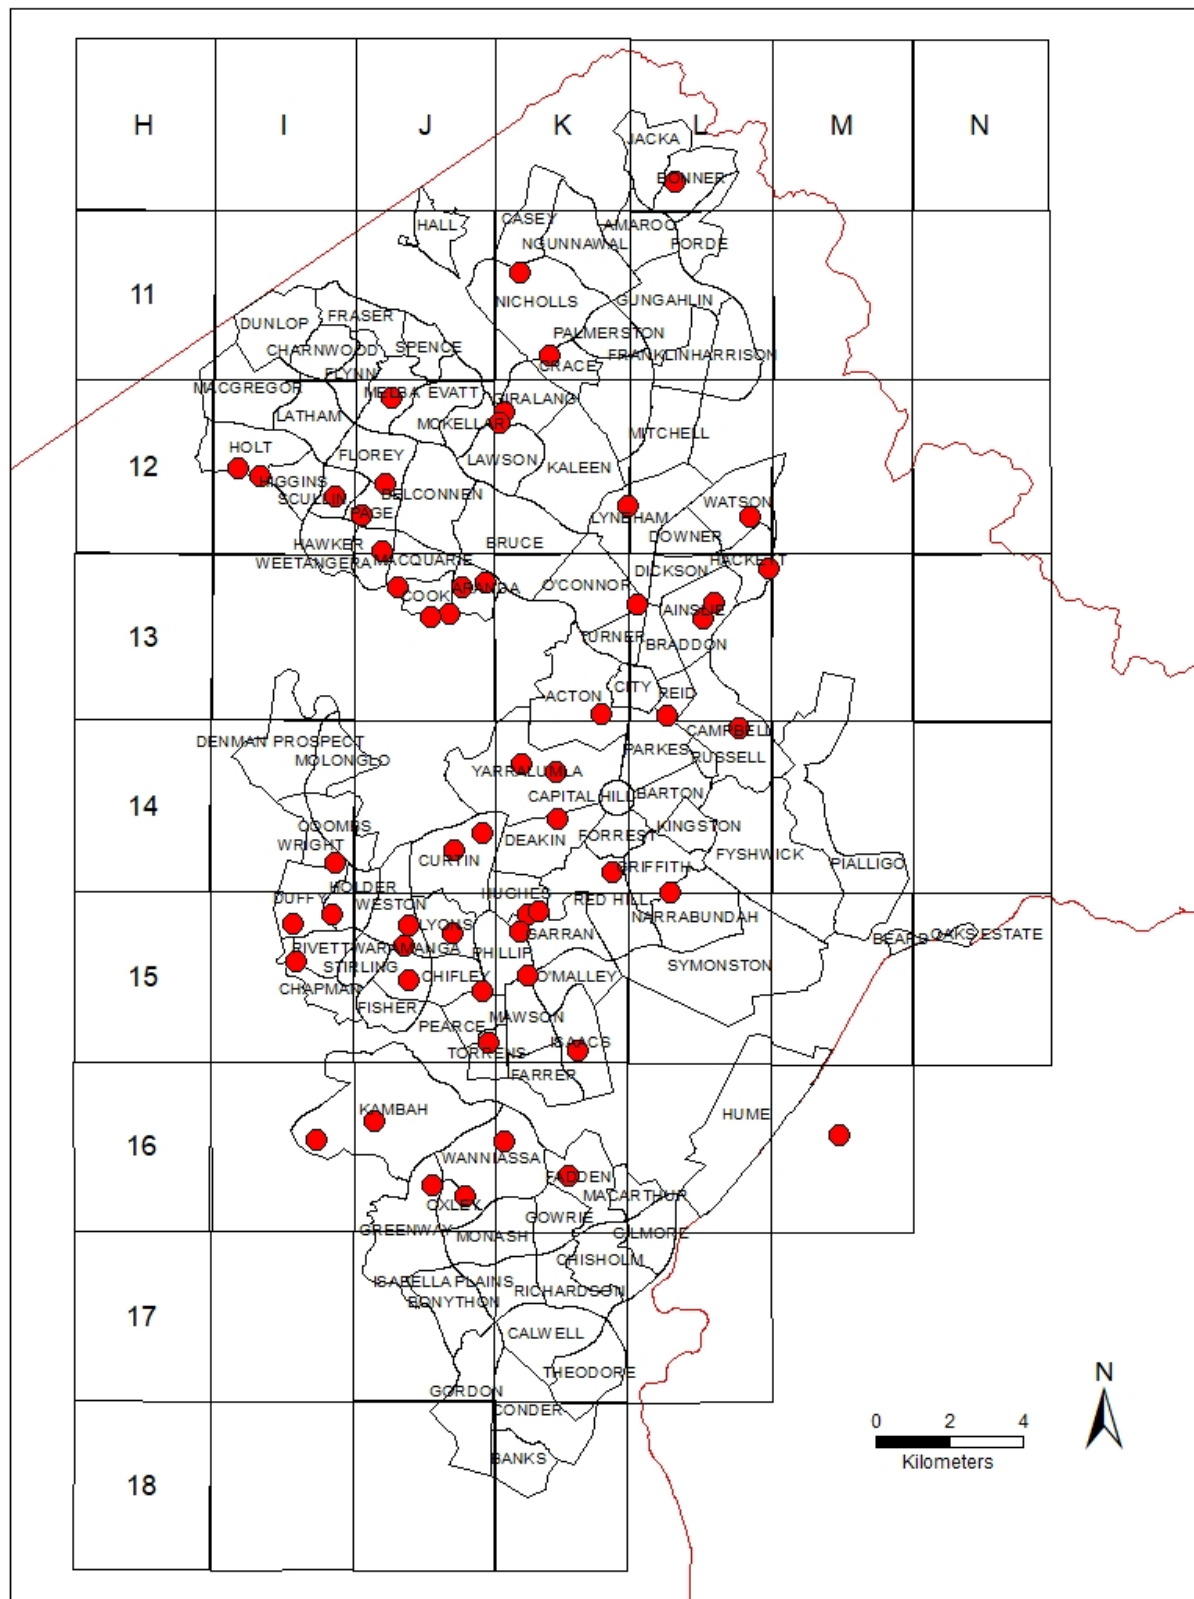 H I J K L M N
JACKA
BONNER
HALL
CASEY
AMAROO
NGUNNAWAL
FORDE
11
NICHOLLS
GUNGAHLIN
DUNLOP
FRASER
PALMERSTON
CHARNWOOD
SPENCE
FRANKLIN
HARRISON
FLYNN
CRACE
MACGREGOR
MELBA
EVATT
GIRALANG
LATHAM
MCKELLAR
MITCHELL
HOLT
FLOREY
LAWSON
KALEEN
12
HIGGINS
SCULLIN
BELCONNEN
WATSON
PAGE
LYNEHAM
DOWNER
HAWKER
BRUCE
WEETANGERA
MACQUARIE
HACKETT
DICKSON
COOK
ARANDA
O'CONNOR
AINSLIE
13
TURNER
BRADDON
CITY
REID
ACTON
CAMPBELL
DENMAN PROSPECT
PARKES
MOLONGLO
YARRALUMLA
RUSSELL
14
CAPITAL HILL
BARTON
COOMBS
KINGSTON
WRIGHT
DEAKIN
FORREST
FYSHWICK
CURTIN
GRIFFITH
PIALLIGO
HOLDER
HUGHES
DUFFY
WESTON
RED HILL
LYONS
NARRABUNDAH
GARRAN
BEARD
OAKS ESTATE
RIVETT
WARAMANGA
PHILLIP
STIRLING
SYMONSTON
15
CHIFLEY
O'MALLEY
CHAPMAN
FISHER
MAWSON
PEARCE
ISAACS
TORRENS
FARRER
KAMBAH
HUME
16
WANNIASSA
FADDEN
MACARTHUR
OXLEY
GOWRIE
GREENWAY
MONASH
GILMORE
CHISHOLM
ISABELLA PLAINS
RICHARDSON
BONYTHON
17
CALWELL
THEODORE
GORDON
CONDER
BANKS
18
N
0 2 4
Kilometers